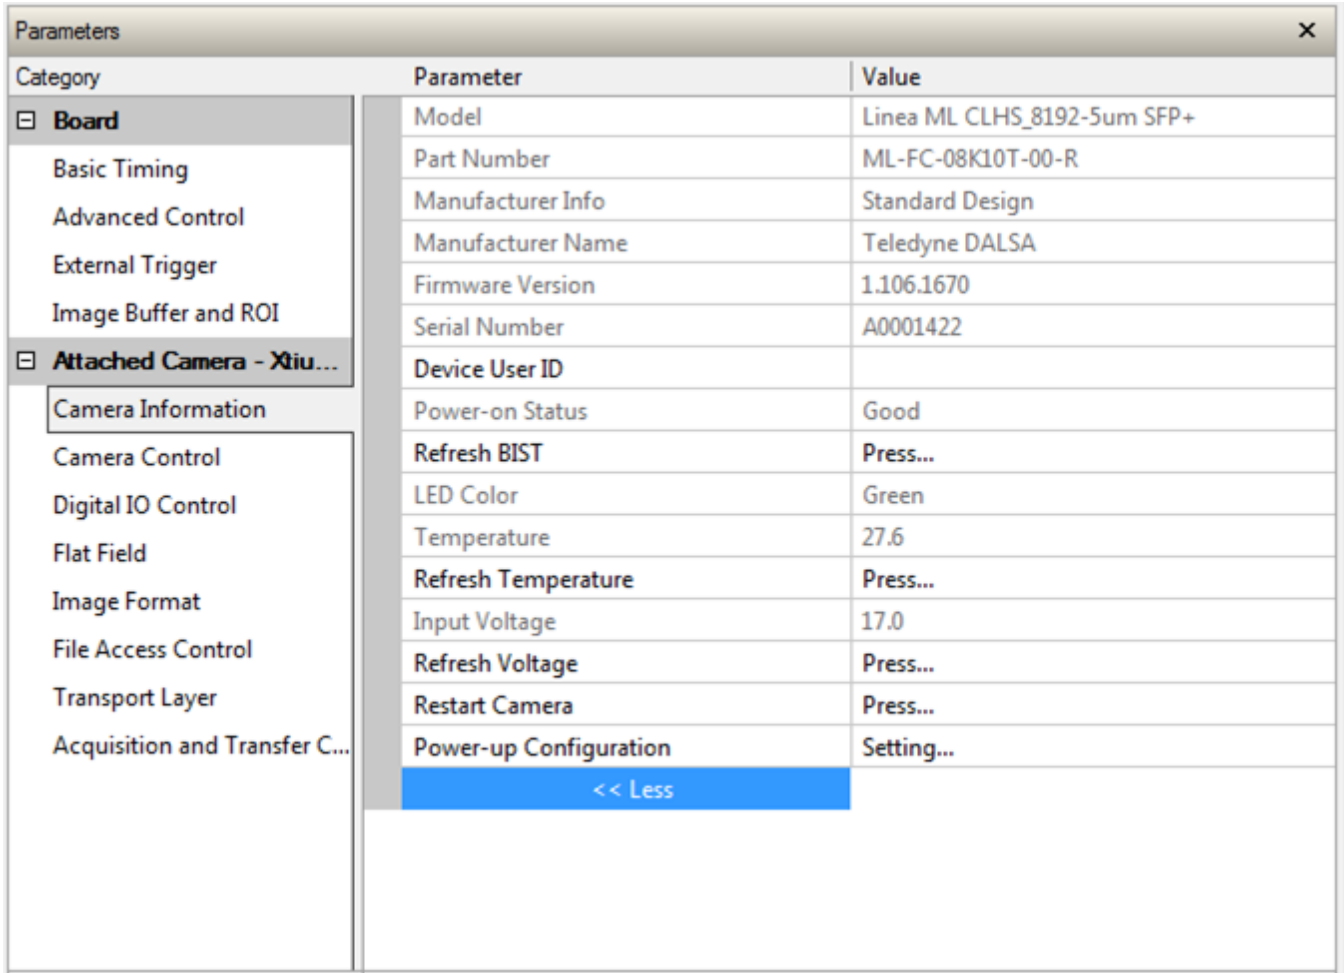 Parameters
Category Parameter Value
Board
Basic Timing
Advanced Control
External Trigger
Image Buffer and ROI
Attached Camera - Xtiu...
Camera Information
Camera Control
Digital IO Control
Flat Field
Image Format
File Access Control
Transport Layer
Acquisition and Transfer C...
Model Linea ML CLHS_8192-5um SFP+
Part Number ML-FC-08K10T-00-R
Manufacturer Info Standard Design
Manufacturer Name Teledyne DALSA
Firmware Version 1.106.1670
Serial Number A0001422
Device User ID
Power-on Status Good
Refresh BIST Press...
LED Color Green
Temperature 27.6
Refresh Temperature Press...
Input Voltage 17.0
Refresh Voltage Press...
Restart Camera Press...
Power-up Configuration Setting...
<< Less